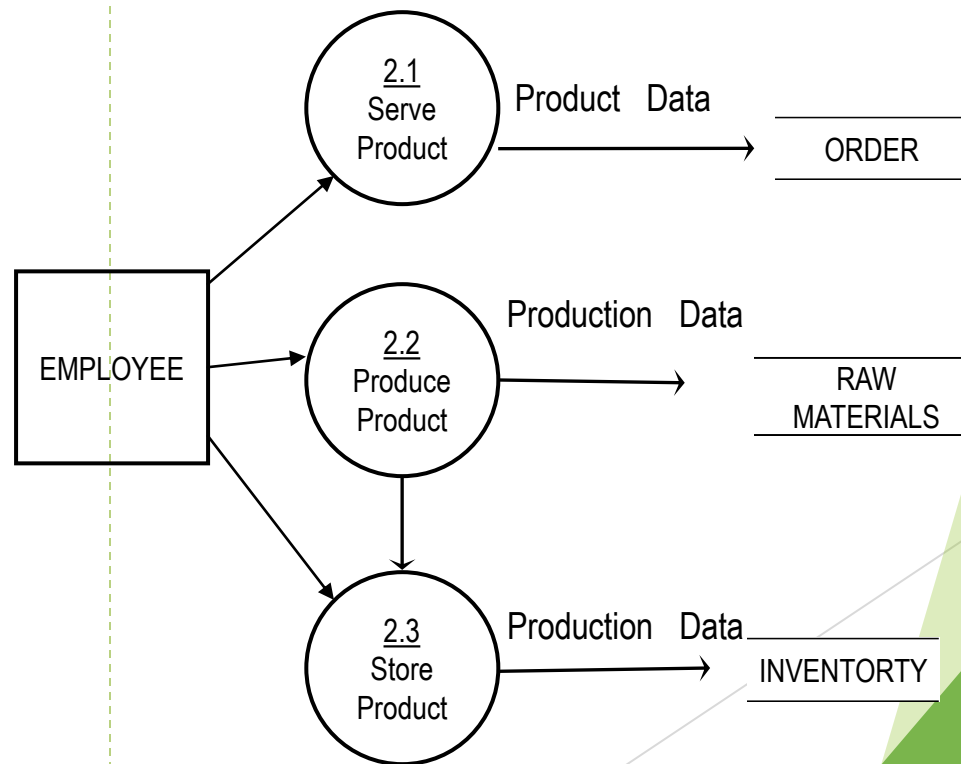 2.1
Serve
Product
Product Data
ORDER
EMPLOYEE
2.2
Produce
Product
Production Data
RAW
MATERIALS
2.3
Store
Product
Production Data
INVENTORTY